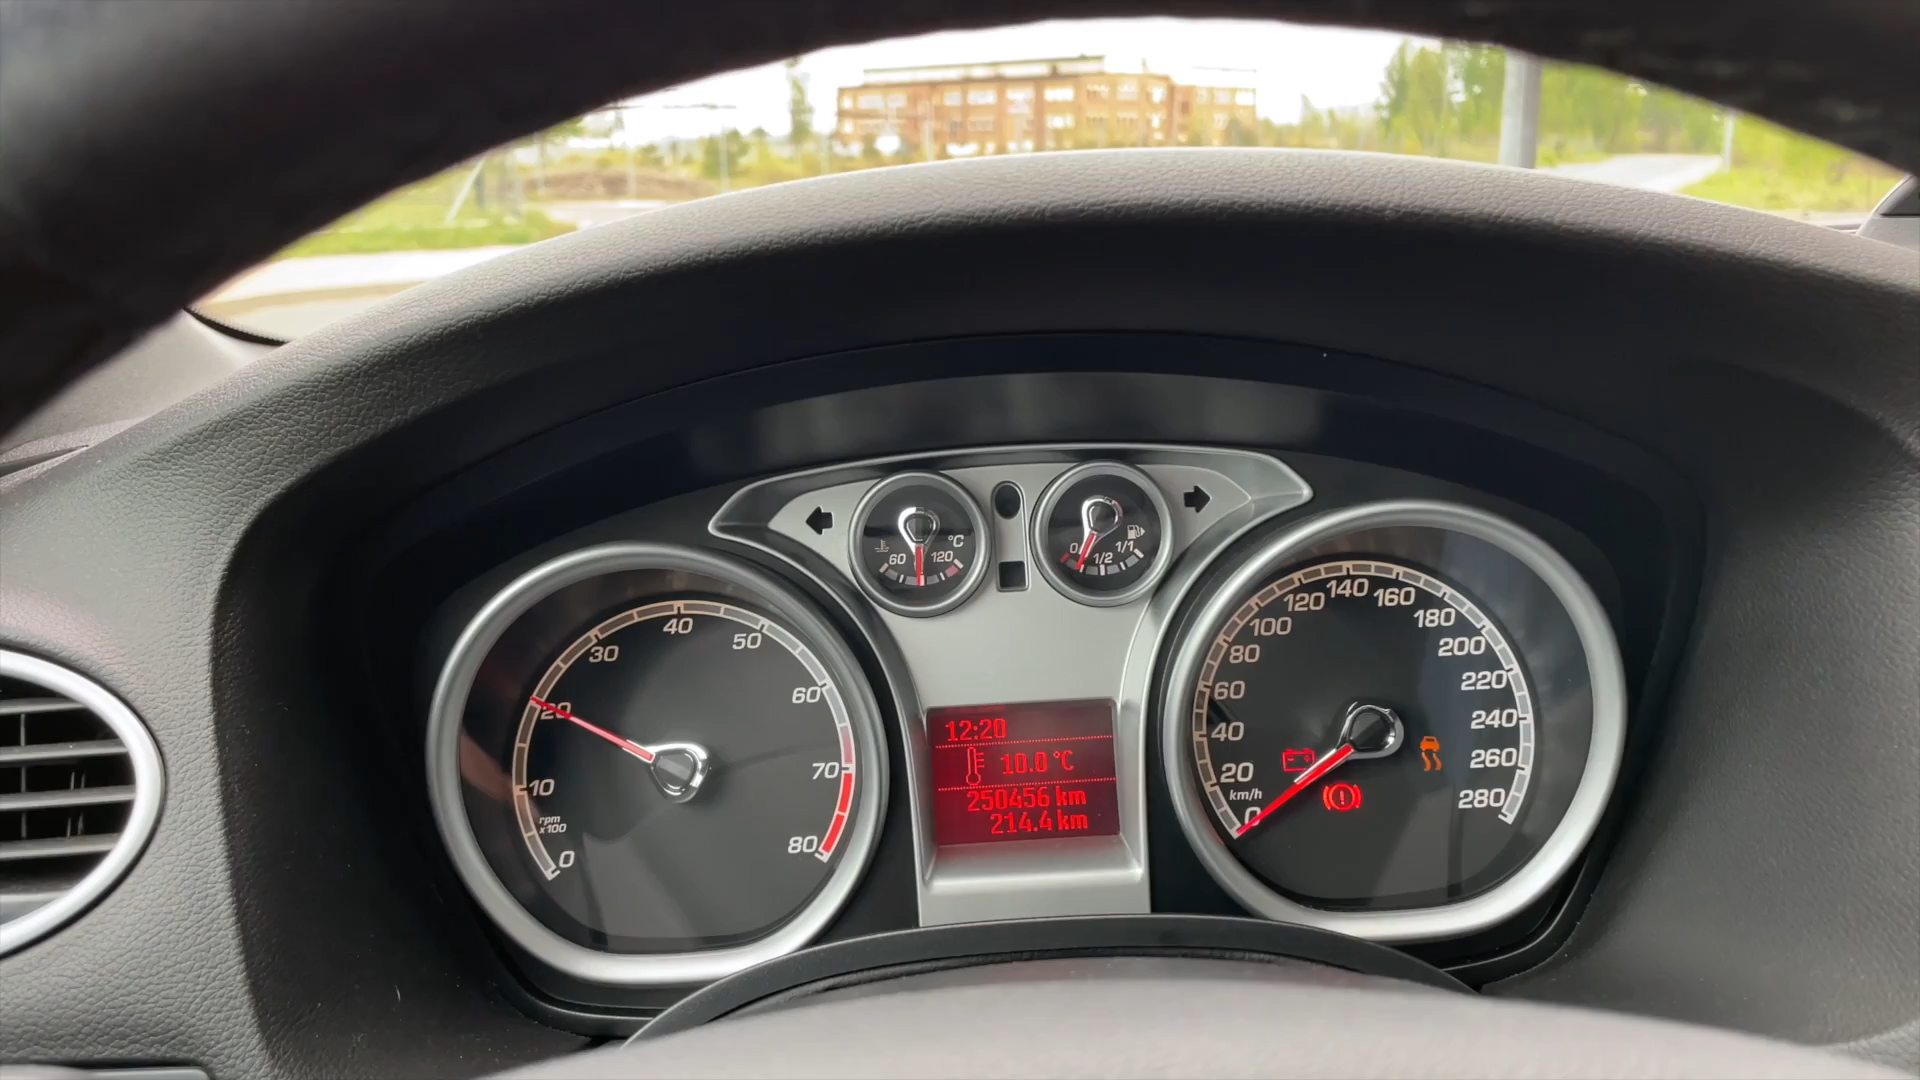 60 120 °C
0 1/2 1/1
0 10 20 30 40 50 60 70 80
rpm
x100
12:20
10.0 °C
250456 km
214.4 km
0 20 40 60 80 100 120 140 160 180 200 220 240 260 280
km/h